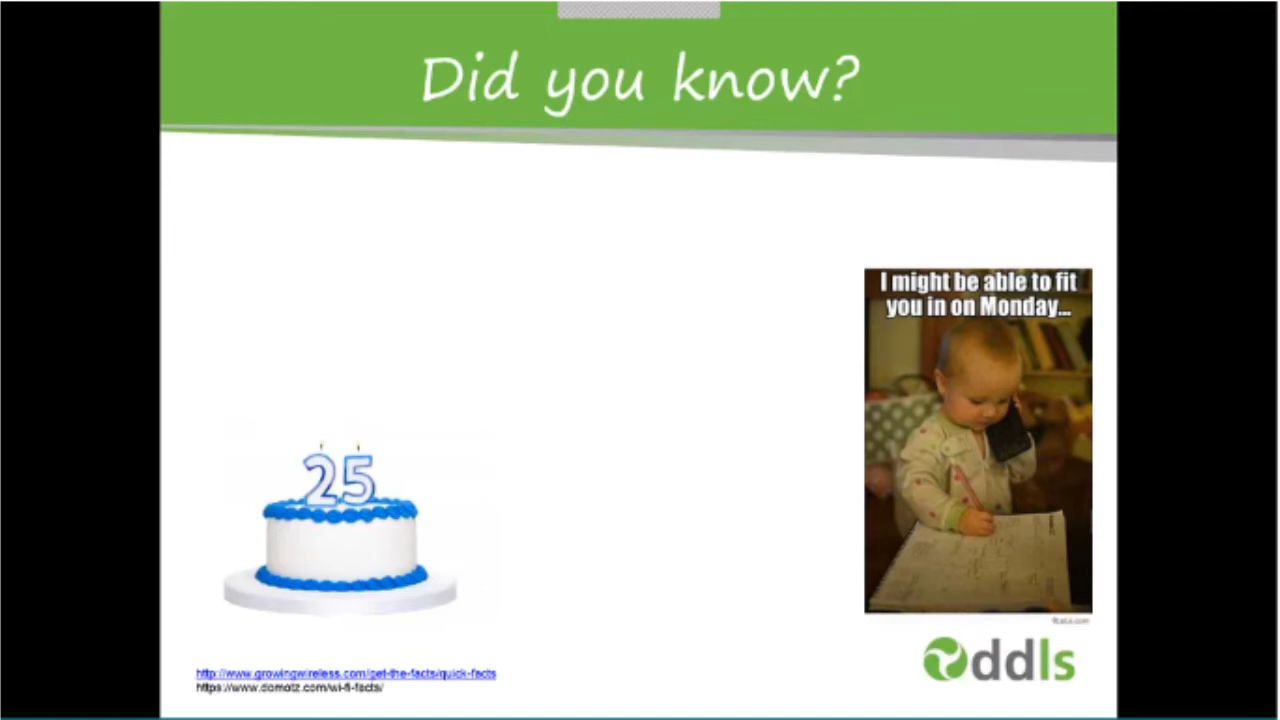 Did you know?
I might be able to fit
you in on Monday...
25
http://www.growingwireless.com/get-the-facts/quick-facts
https://www.domotz.com/wi-fi-facts/
ddls